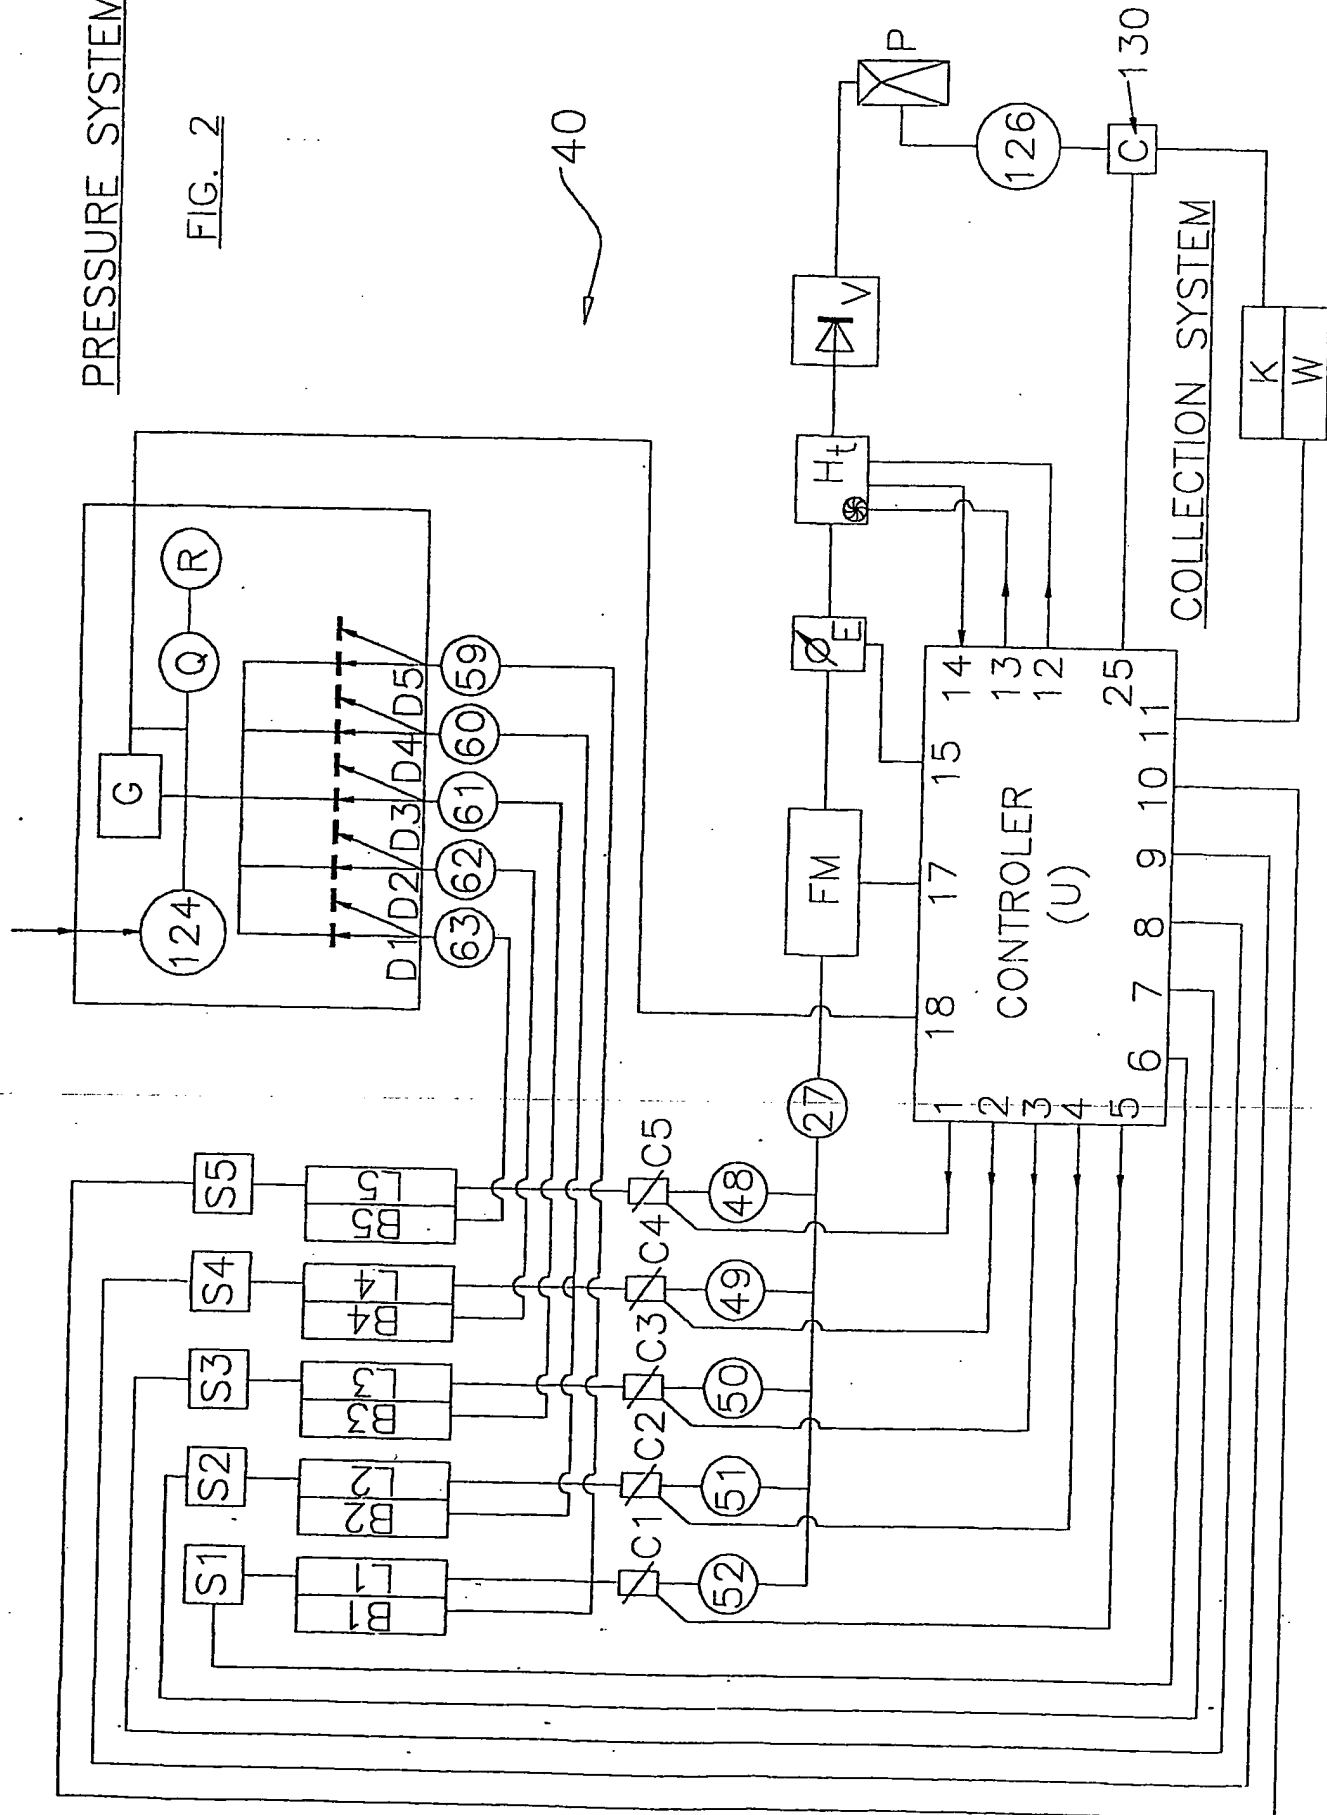 PRESSURE SYSTEM
FIG. 2
40
G
Q
R
124
D1
D2
D3
D4
D5
63
62
61
60
59
S1
S2
S3
S4
S5
B1
L1
B2
L2
B3
L3
B4
L4
B5
L5
C1
C2
C3
C4
C5
52
51
50
49
48
27
FM
E
Ht
V
P
126
C
130
18
17
15
14
13
12
25
1
2
3
4
5
CONTROLER
(U)
6
7
8
9
10
11
COLLECTION SYSTEM
K
W